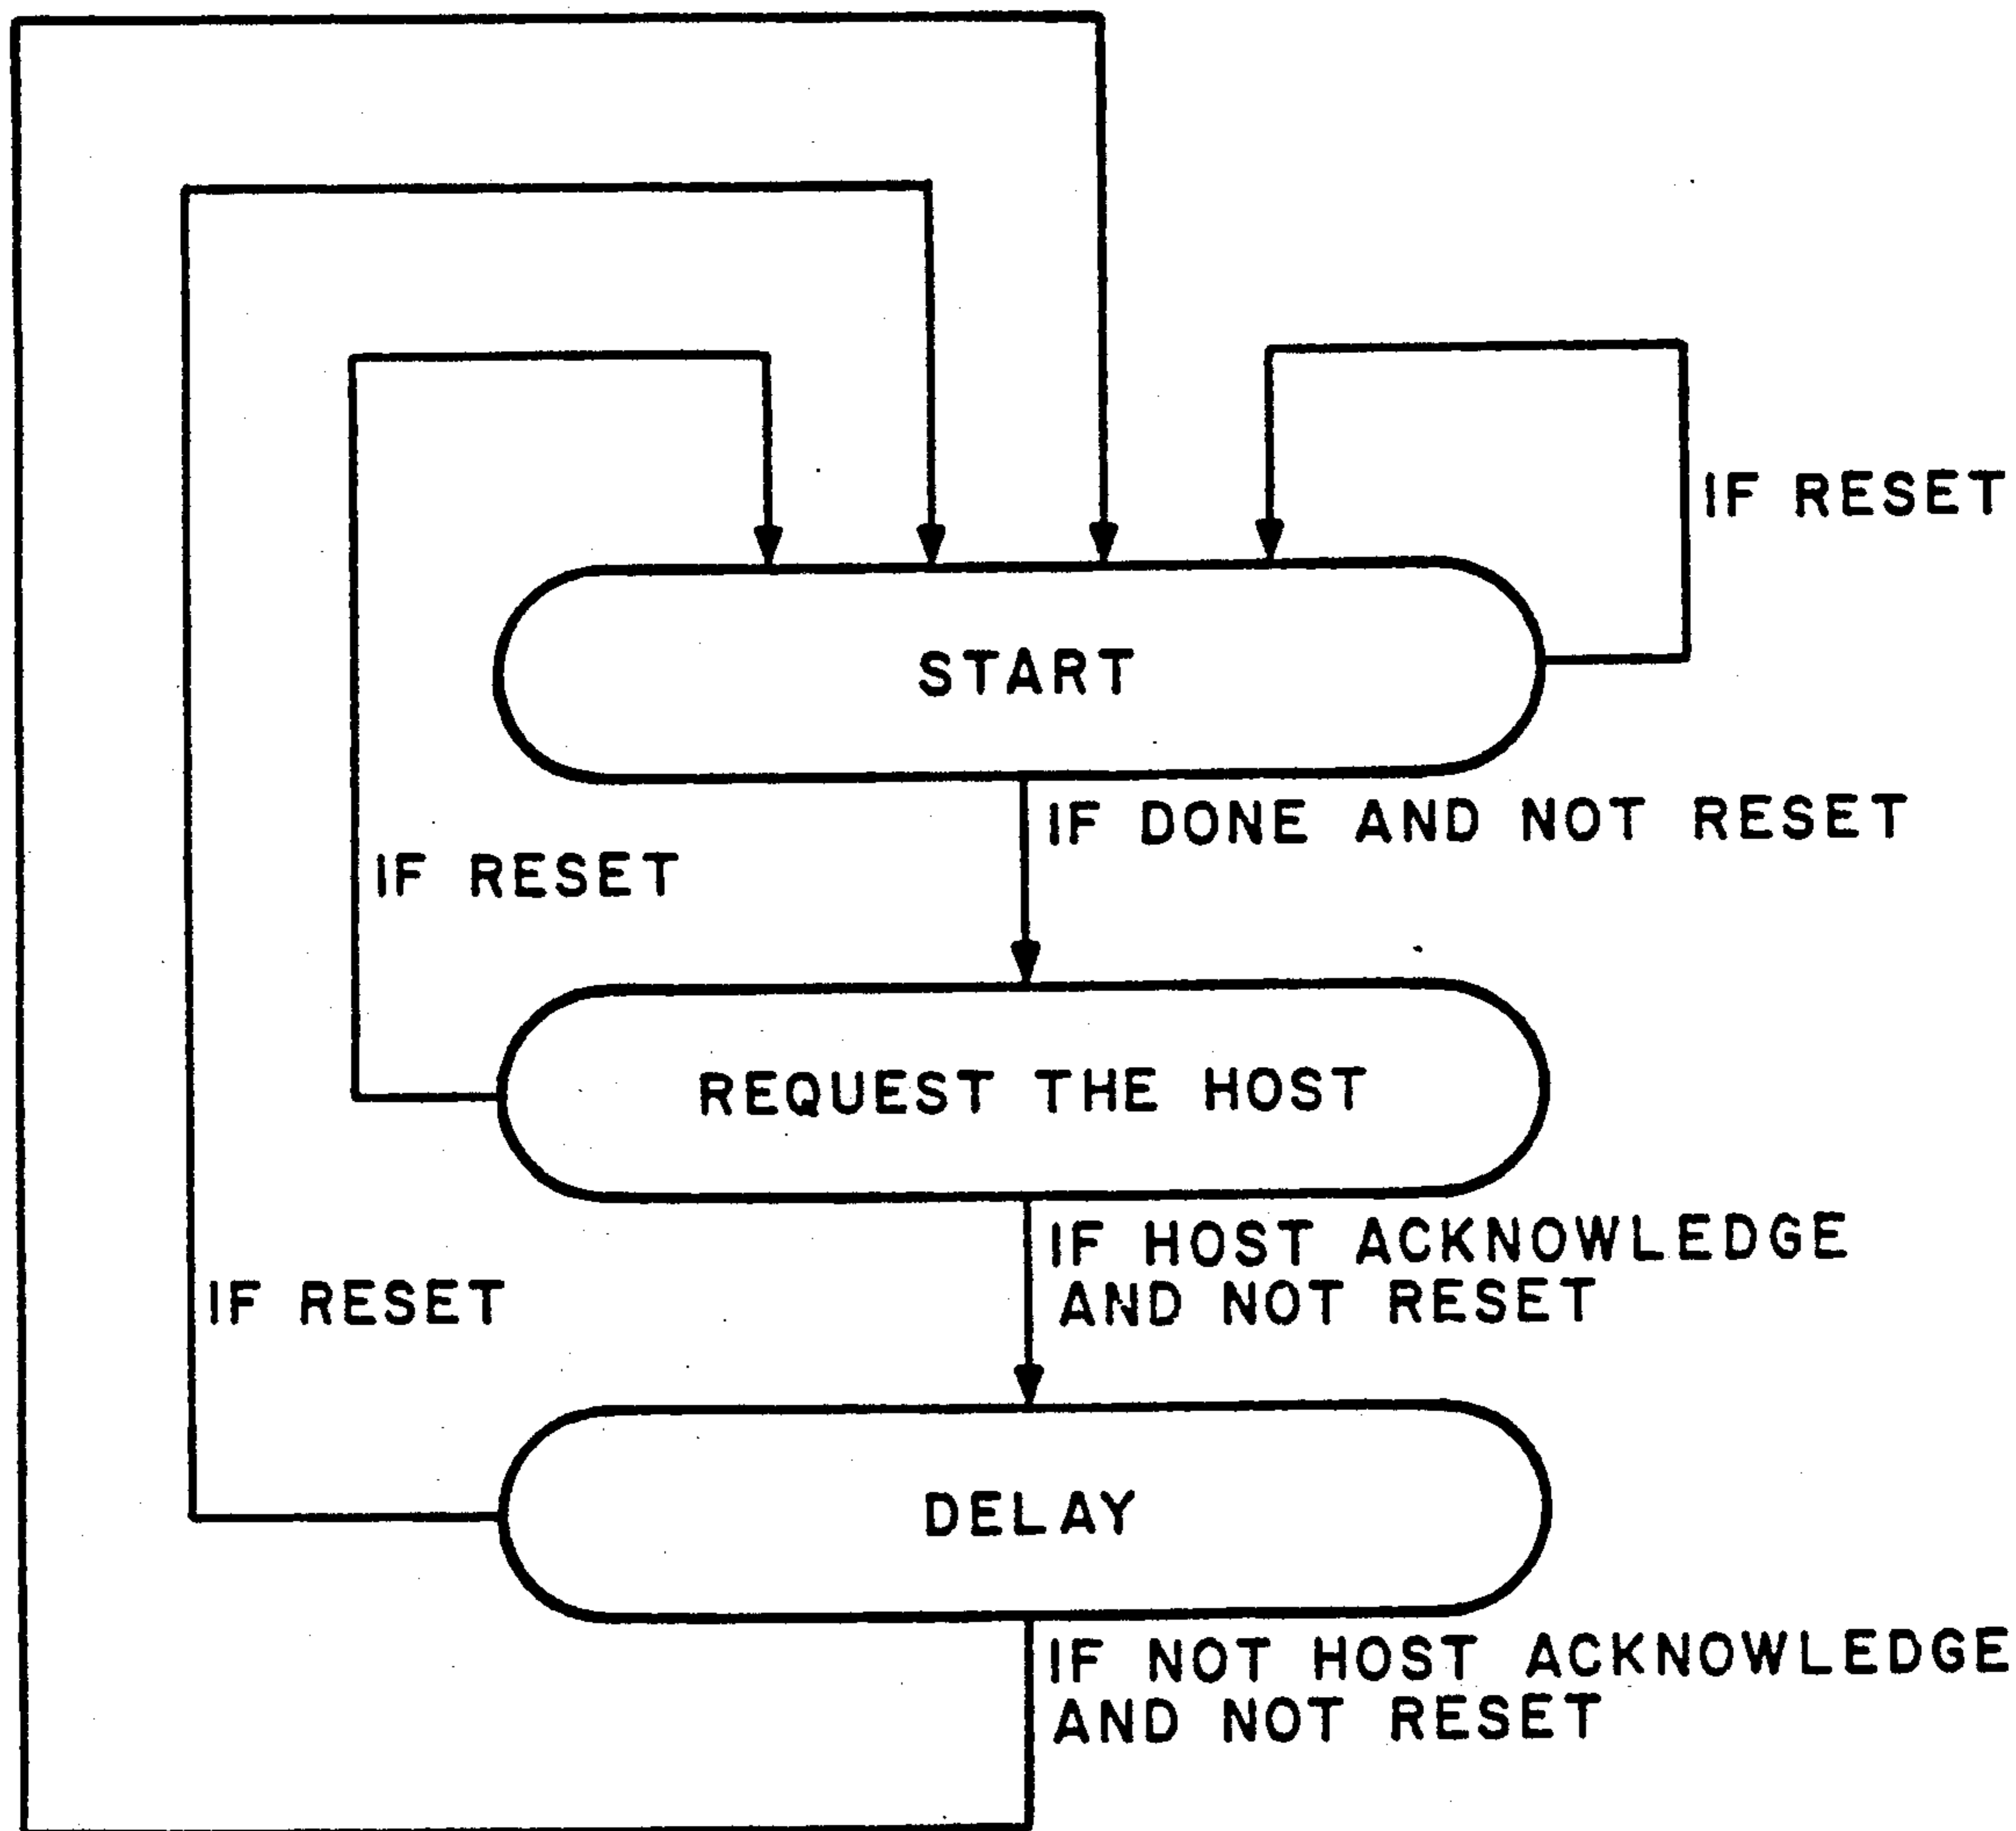 IF RESET
START
IF DONE AND NOT RESET
IF RESET
REQUEST THE HOST
IF HOST ACKNOWLEDGE
AND NOT RESET
IF RESET
DELAY
IF NOT HOST ACKNOWLEDGE
AND NOT RESET